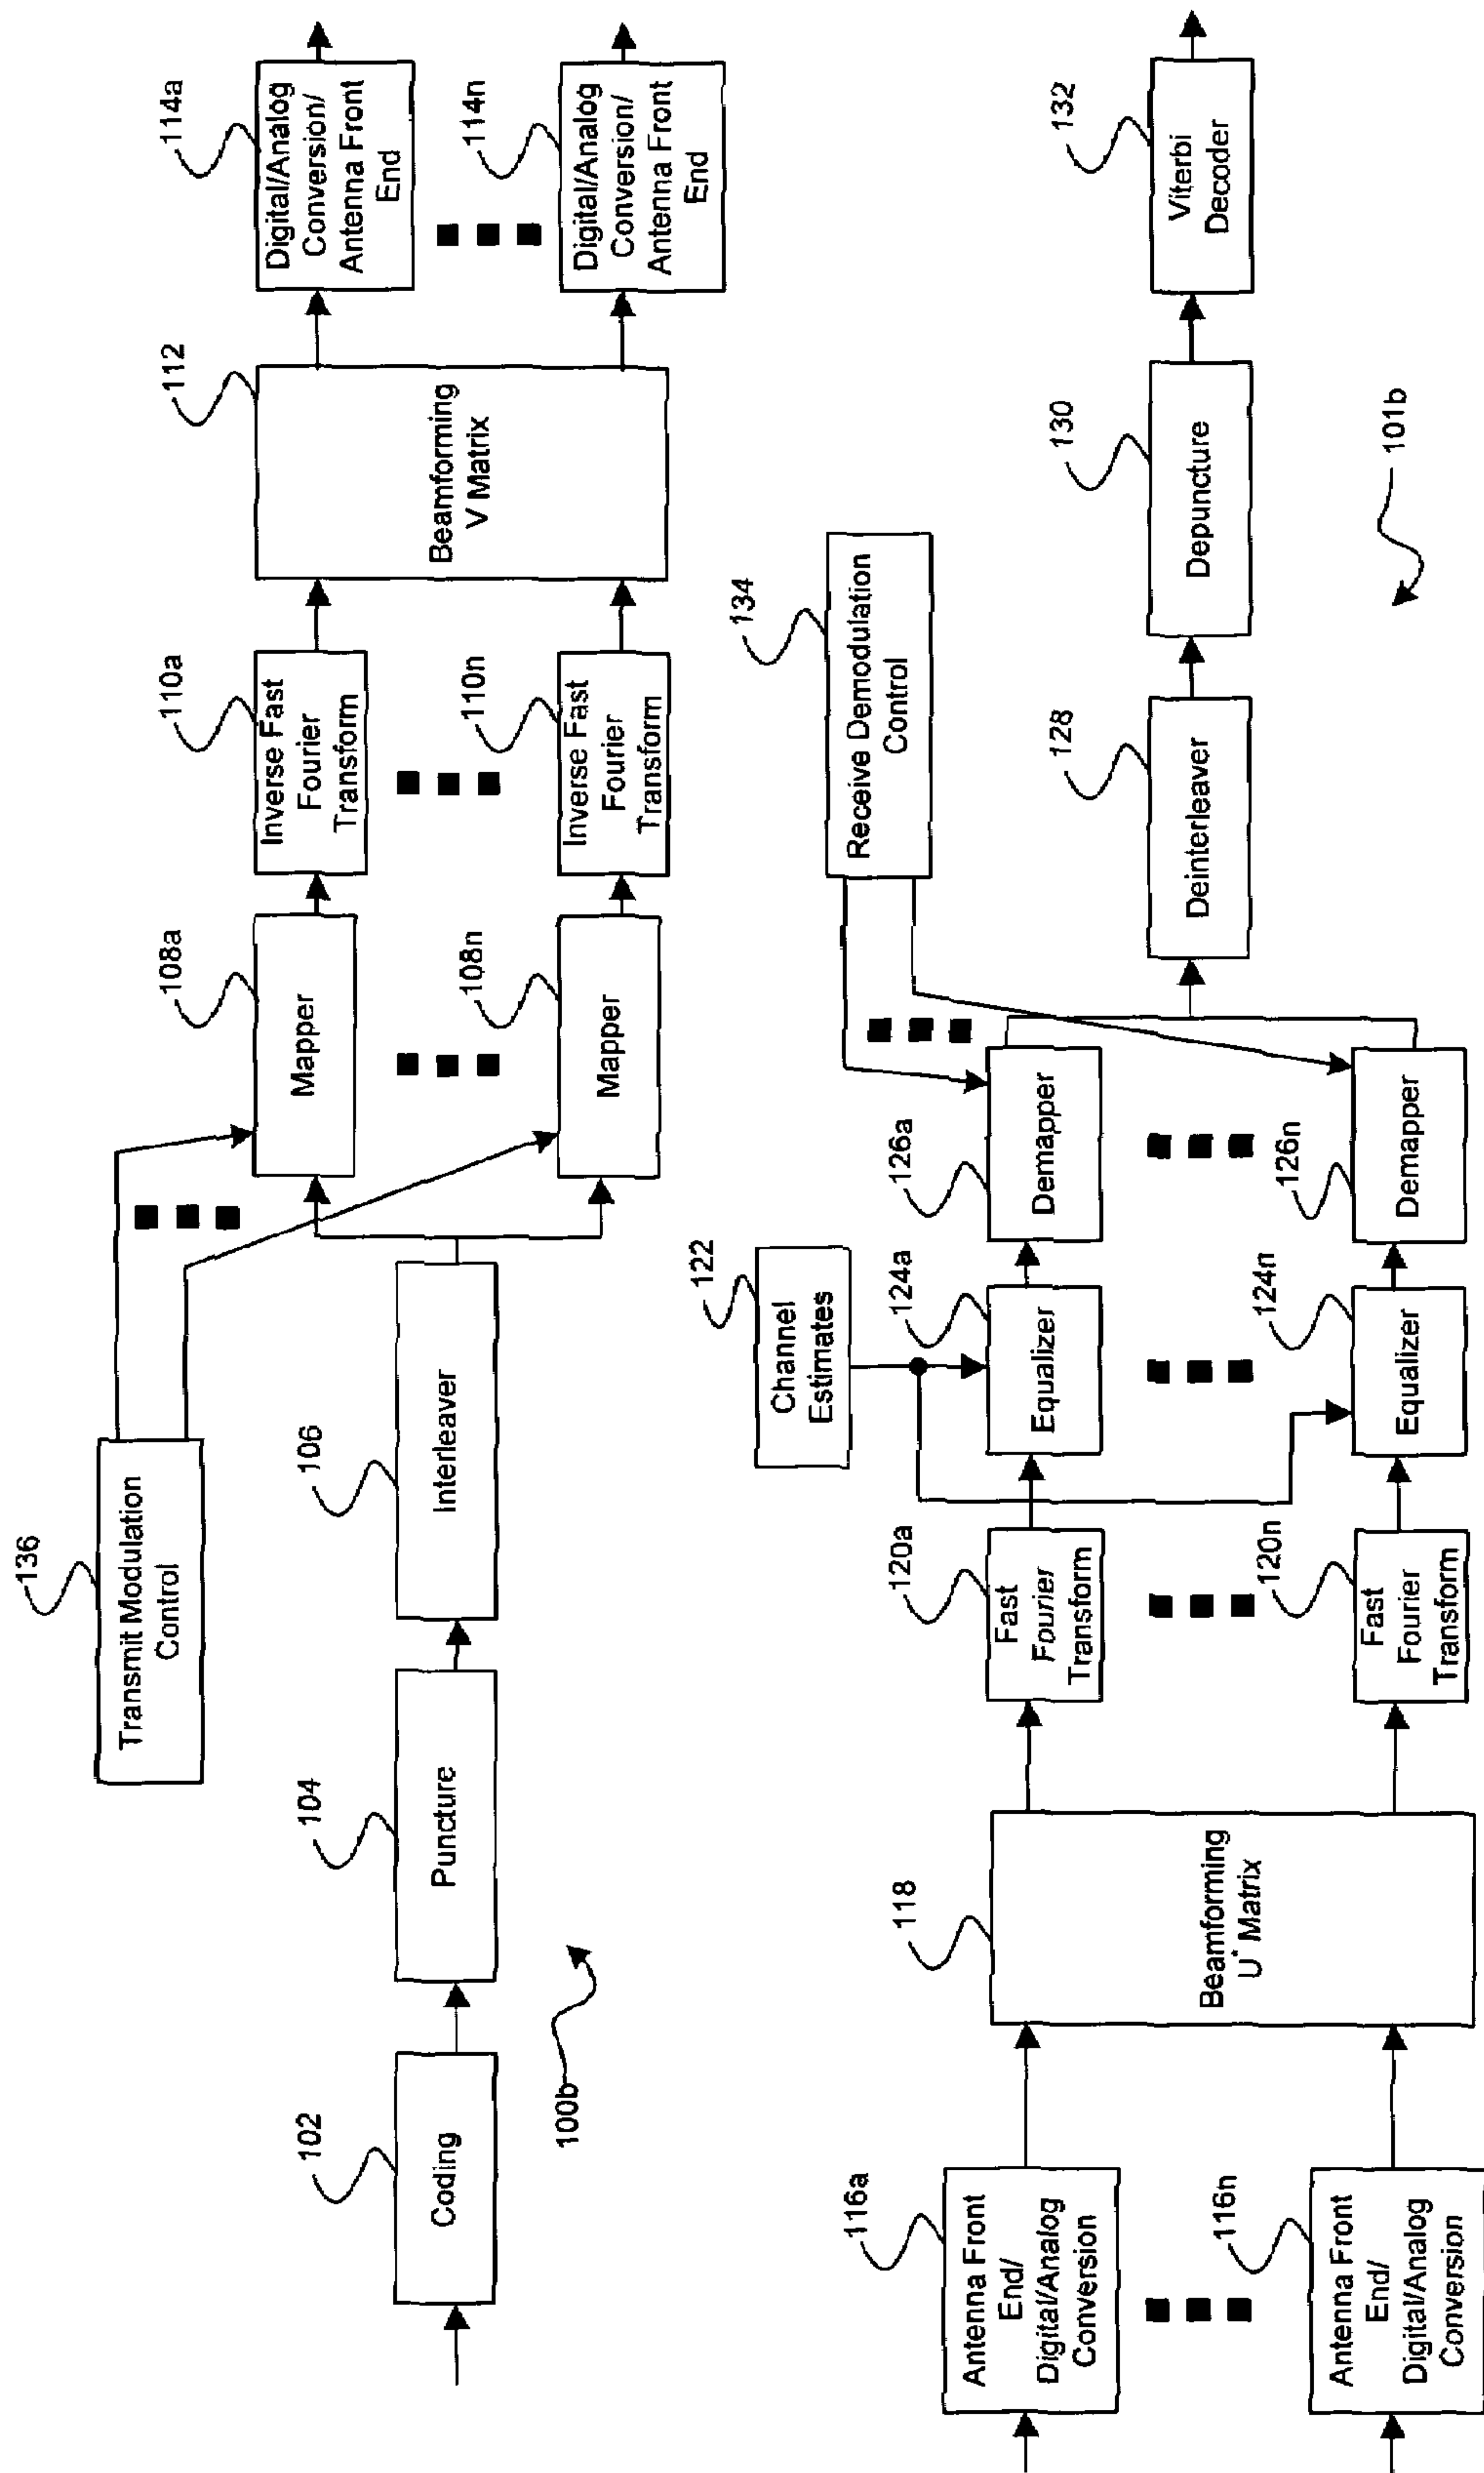 136
Transmit Modulation
Control
102
Coding
104
Puncture
106
Interleaver
100b
108a
Mapper
108n
Mapper
110a
Inverse Fast
Fourier
Transform
110n
Inverse Fast
Fourier
Transform
112
Beamforming
V Matrix
114a
Digital/Analog
Conversion/
Antenna Front
End
114n
Digital/Analog
Conversion/
Antenna Front
End
116a
Antenna Front
End/
Digital/Analog
Conversion
116n
Antenna Front
End/
Digital/Analog
Conversion
118
Beamforming
U* Matrix
120a
Fast
Fourier
Transform
120n
Fast
Fourier
Transform
122
Channel
Estimates
124a
Equalizer
124n
Equalizer
126a
Demapper
126n
Demapper
134
Receive Demodulation
Control
128
Deinterleaver
130
Depuncture
132
Viterbi
Decoder
101b